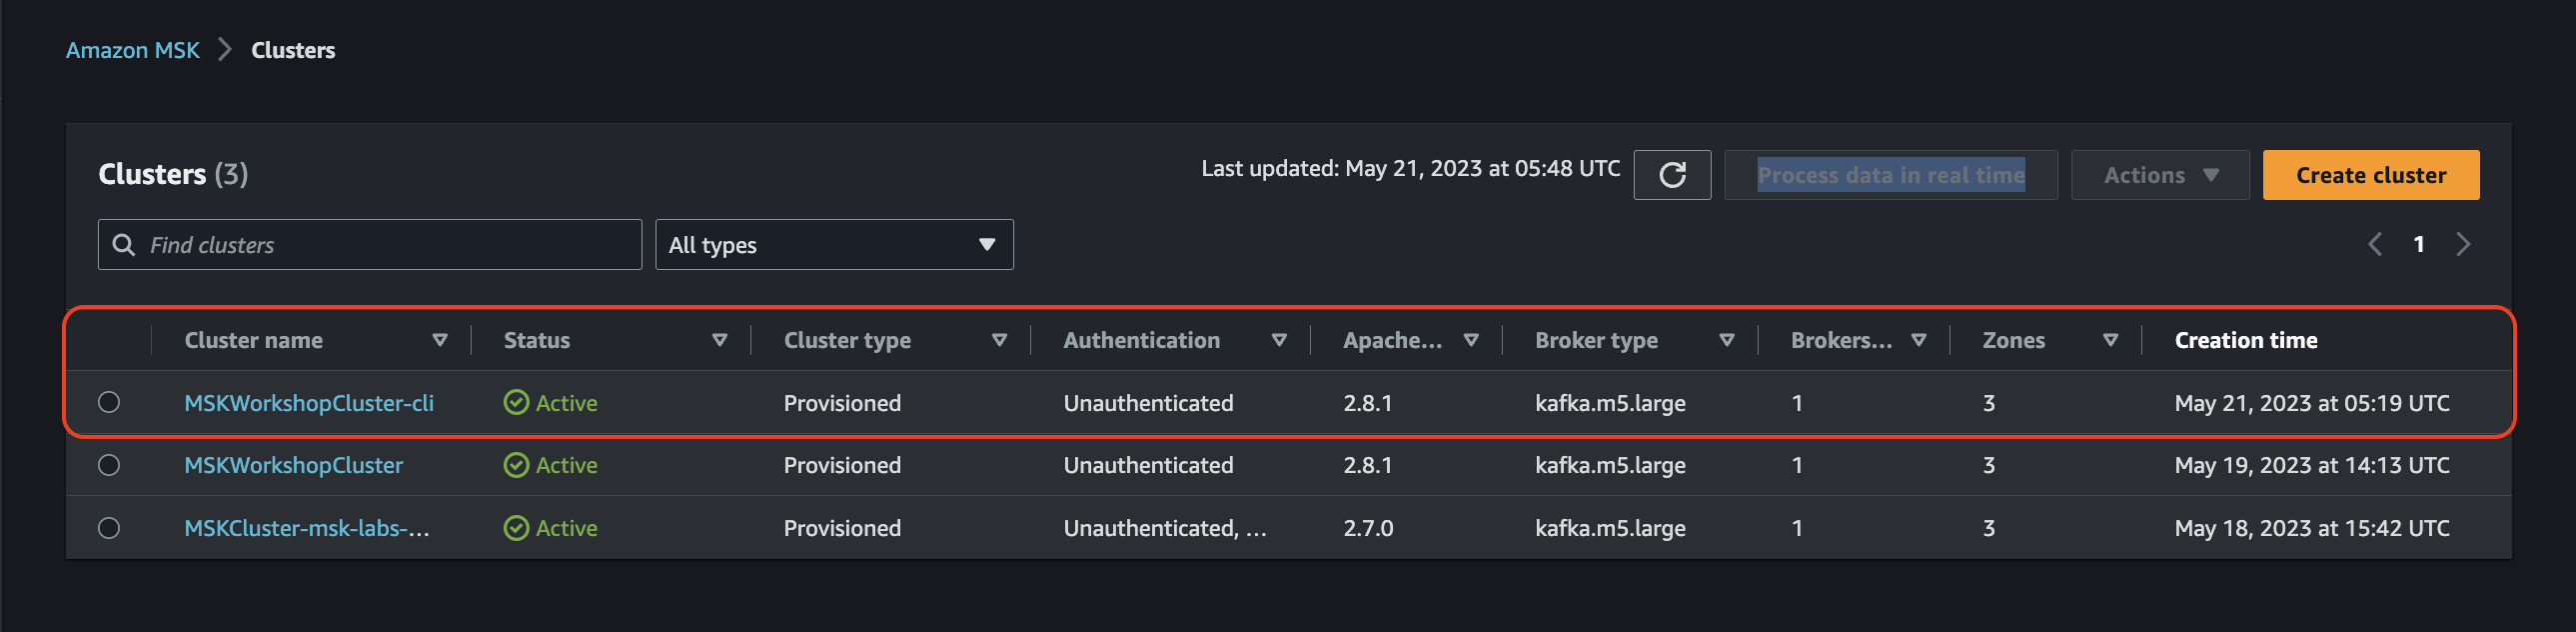 Amazon MSK > Clusters
Clusters (3)
Last updated: May 21, 2023 at 05:48 UTC
Process data in real time
Actions
Create cluster
Find clusters
All types
1
Cluster name Status Cluster type Authentication Apache... Broker type Brokers... Zones Creation time
MSKWorkshopCluster-cli Active Provisioned Unauthenticated 2.8.1 kafka.m5.large 1 3 May 21, 2023 at 05:19 UTC
MSKWorkshopCluster Active Provisioned Unauthenticated 2.8.1 kafka.m5.large 1 3 May 19, 2023 at 14:13 UTC
MSKCluster-msk-labs-... Active Provisioned Unauthenticated, ... 2.7.0 kafka.m5.large 1 3 May 18, 2023 at 15:42 UTC